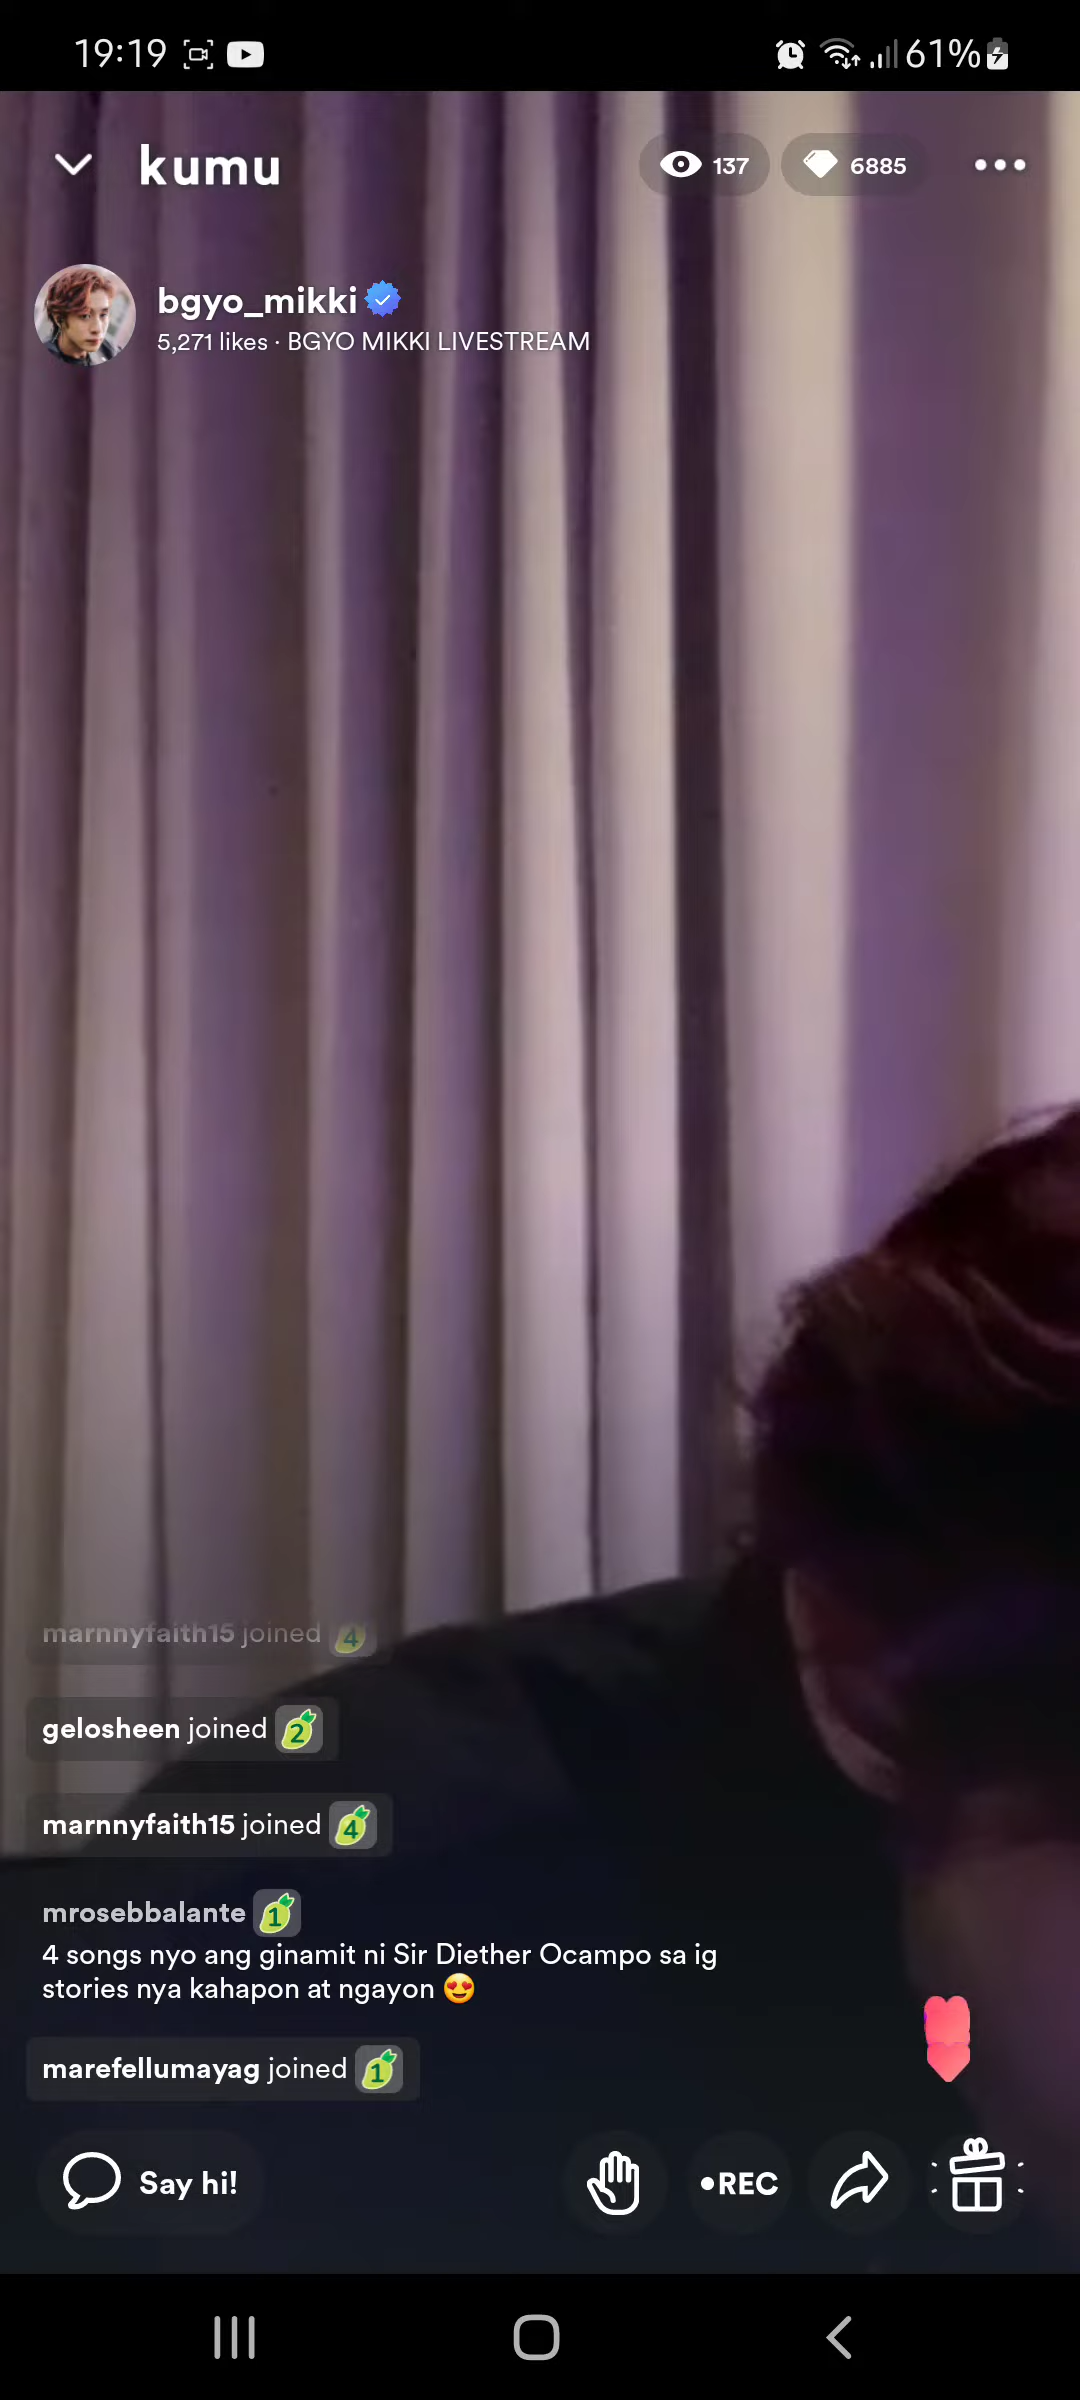 19:19
61%
kumu
137
6885
bgyo_mikki
5,271 likes · BGYO MIKKI LIVESTREAM
marnnyfaith15 joined 4
gelosheen joined 2
marnnyfaith15 joined 4
mrosebbalante 1
4 songs nyo ang ginamit ni Sir Diether Ocampo sa ig
stories nya kahapon at ngayon 😍
marefellumayag joined 1
Say hi!
•REC